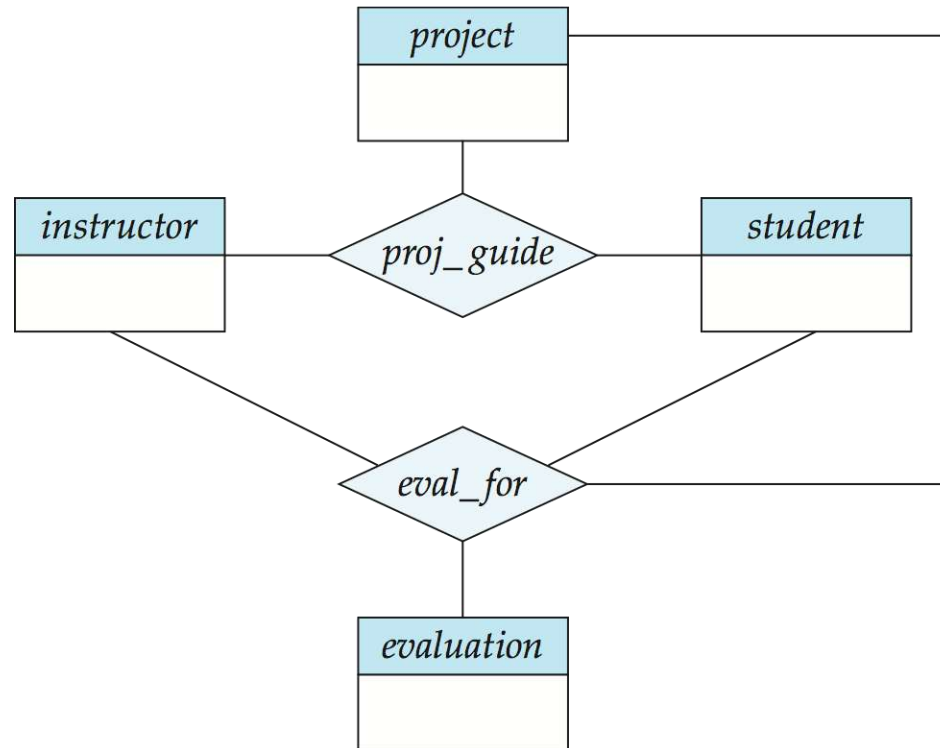 project
instructor
proj_guide
student
eval_for
evaluation